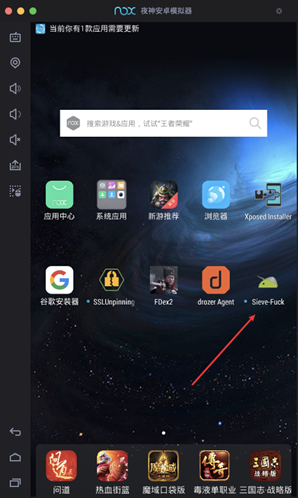 nox 夜神安卓模拟器
当前你有1款应用需要更新
搜索游戏&应用，试试"王者荣耀"
应用中心 系统应用 新游推荐 浏览器 Xposed Installer
谷歌安装器 SSLUnpinning FDex2 drozer Agent Sieve-Fuck
问道 热血街篮 魔域口袋版 毒液单职业 三国志·战略版